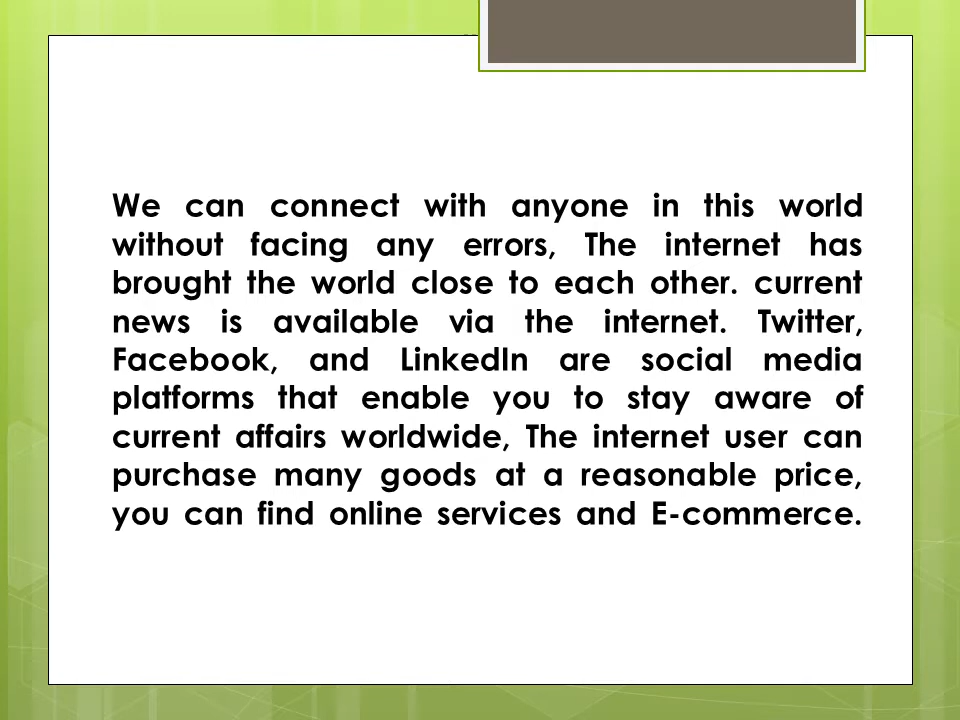 We can connect with anyone in this world
without facing any errors, The internet has
brought the world close to each other. current
news is available via the internet. Twitter,
Facebook, and LinkedIn are social media
platforms that enable you to stay aware of
current affairs worldwide, The internet user can
purchase many goods at a reasonable price,
you can find online services and E-commerce.